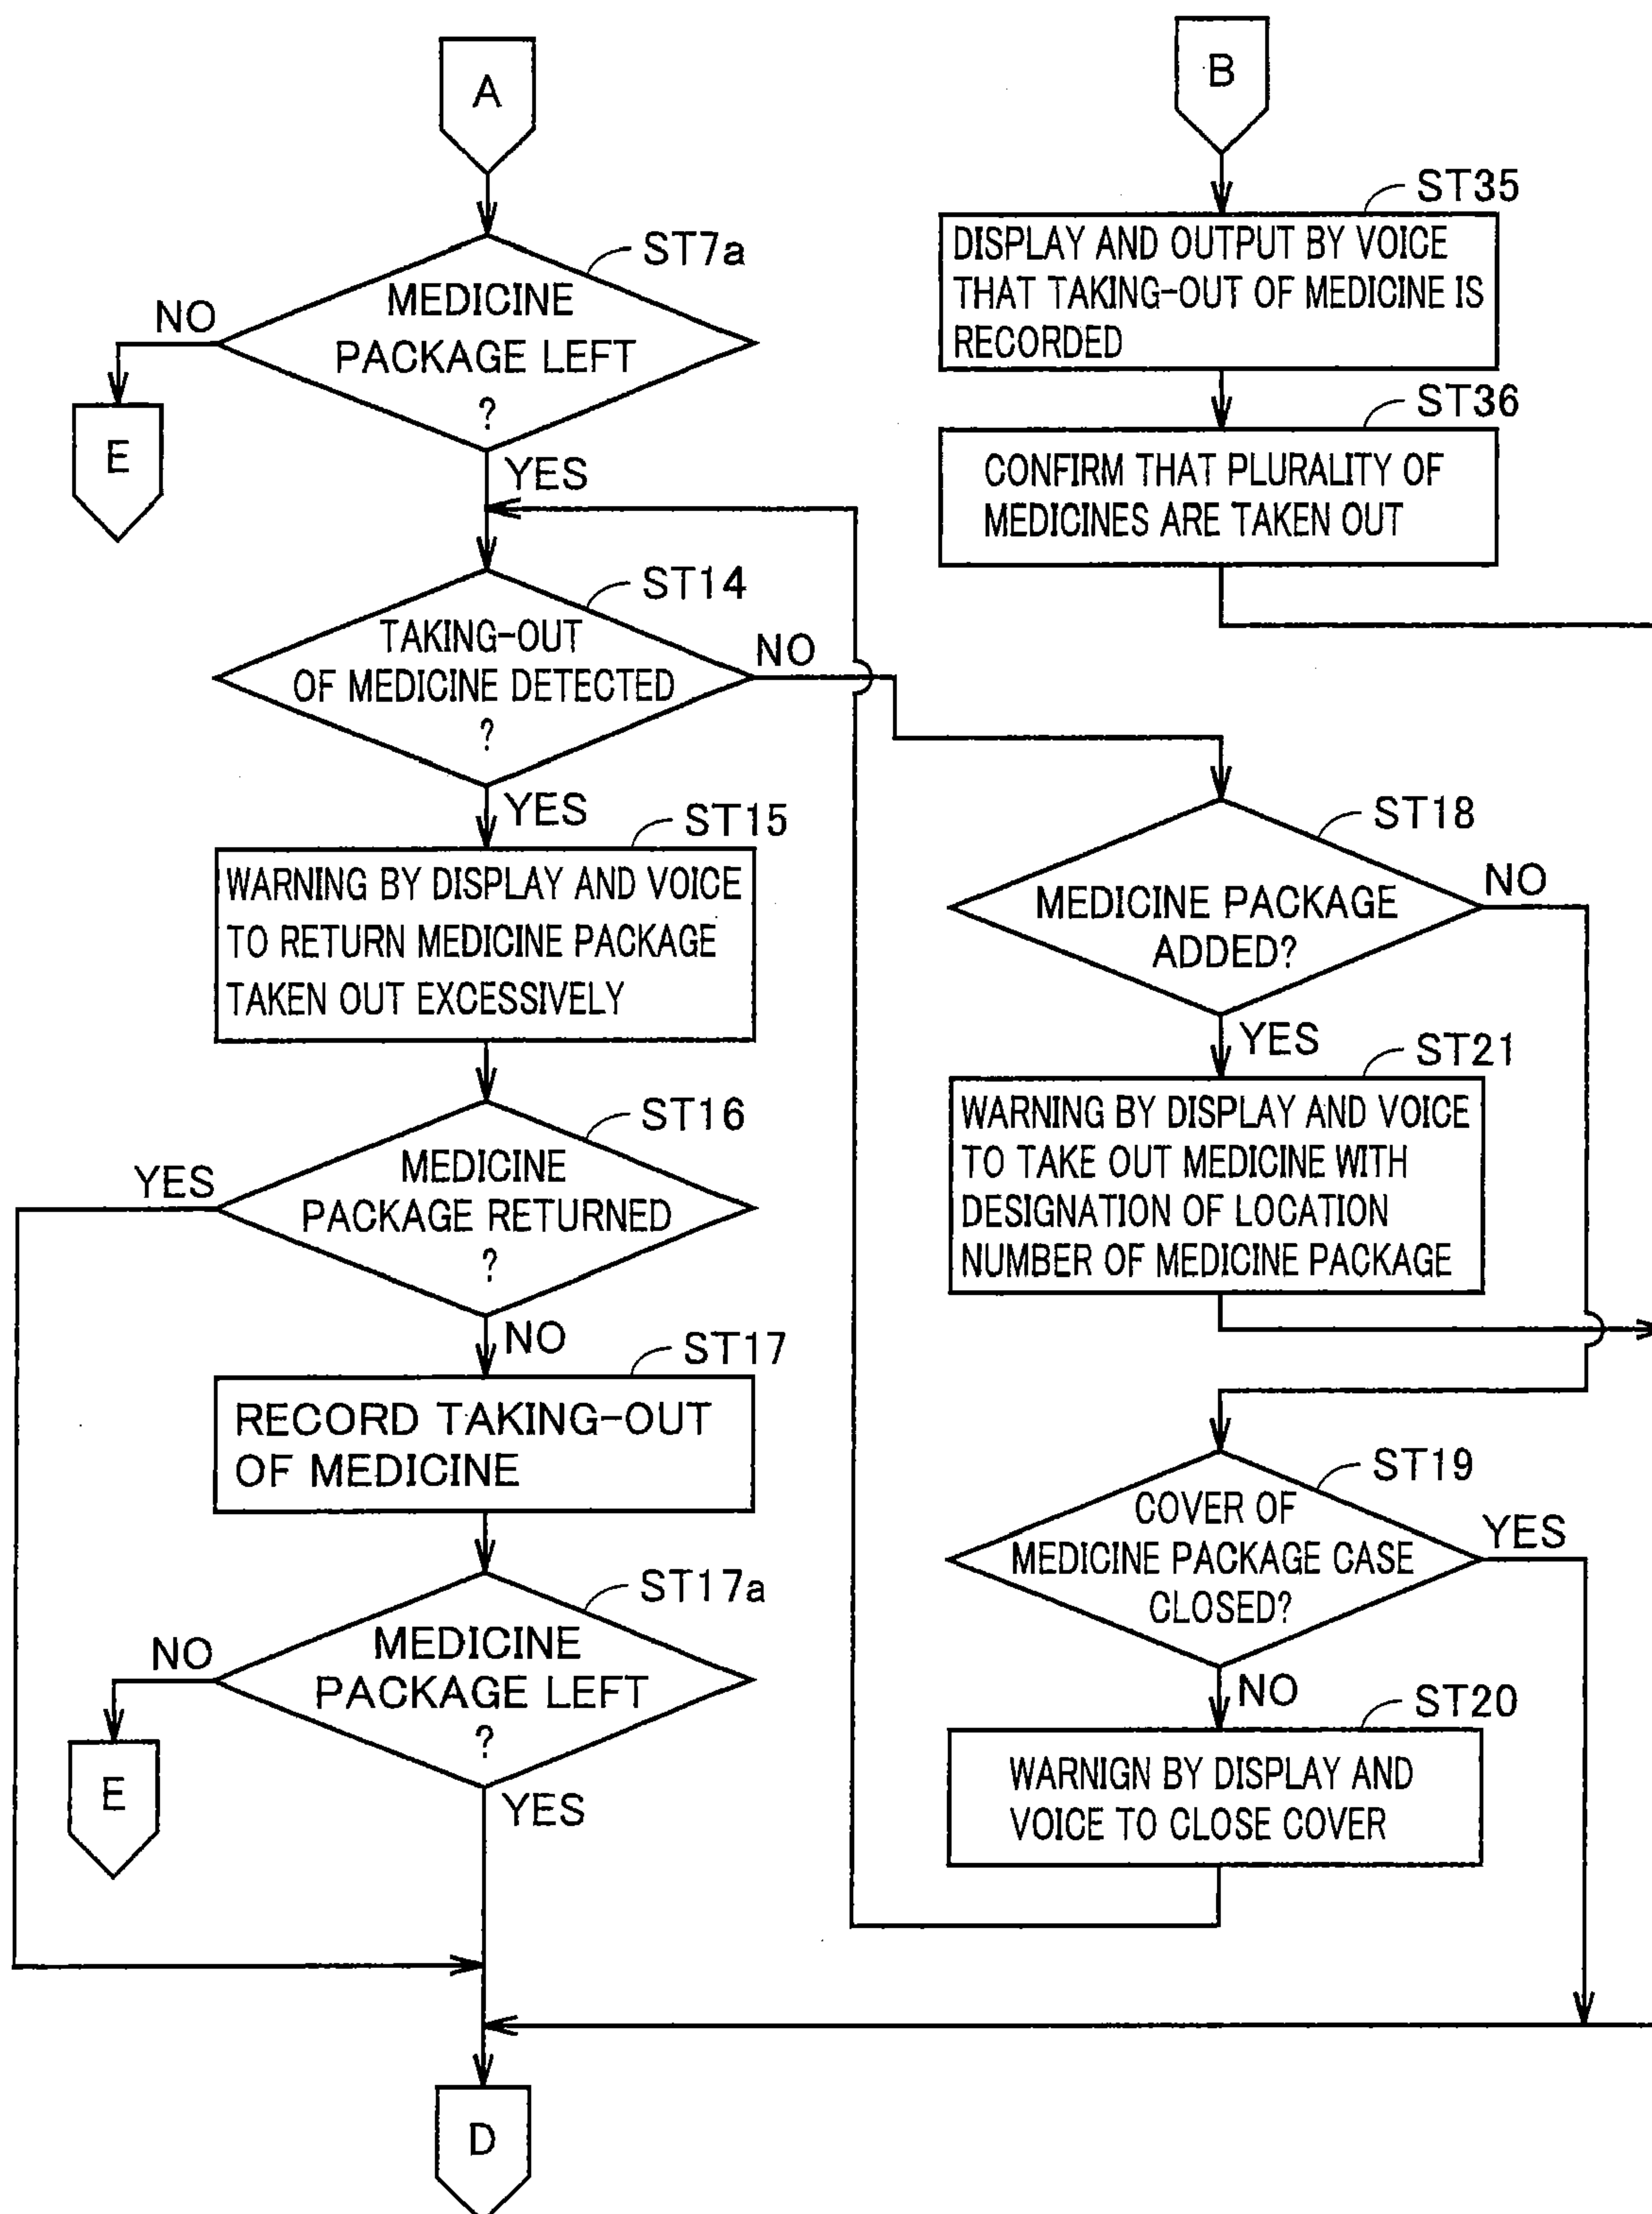 A
ST7a
MEDICINE
PACKAGE LEFT
?
NO
E
YES
ST14
TAKING-OUT
OF MEDICINE DETECTED
?
NO
YES
ST15
WARNING BY DISPLAY AND VOICE
TO RETURN MEDICINE PACKAGE
TAKEN OUT EXCESSIVELY
ST16
MEDICINE
PACKAGE RETURNED
?
YES
NO
ST17
RECORD TAKING-OUT
OF MEDICINE
ST17a
MEDICINE
PACKAGE LEFT
?
NO
E
YES
D
B
ST35
DISPLAY AND OUTPUT BY VOICE
THAT TAKING-OUT OF MEDICINE IS
RECORDED
ST36
CONFIRM THAT PLURALITY OF
MEDICINES ARE TAKEN OUT
ST18
MEDICINE PACKAGE
ADDED?
NO
YES
ST21
WARNING BY DISPLAY AND VOICE
TO TAKE OUT MEDICINE WITH
DESIGNATION OF LOCATION
NUMBER OF MEDICINE PACKAGE
ST19
COVER OF
MEDICINE PACKAGE CASE
CLOSED?
YES
NO
ST20
WARNIGN BY DISPLAY AND
VOICE TO CLOSE COVER